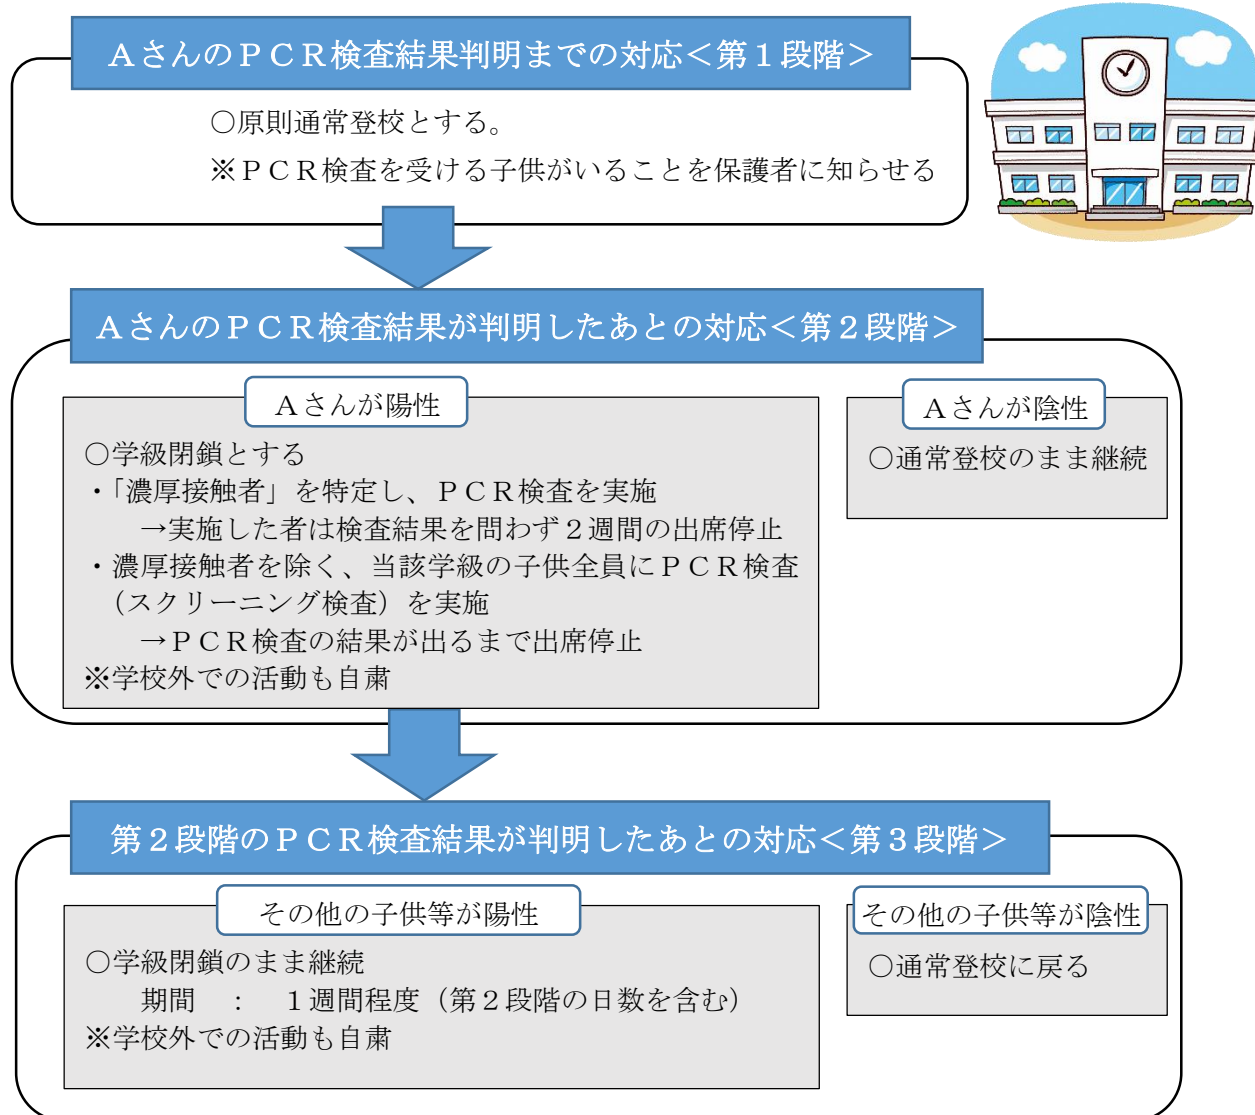 AさんのＰＣＲ検査結果判明までの対応＜第１段階＞
○原則通常登校とする。
※ＰＣＲ検査を受ける子供がいることを保護者に知らせる
AさんのＰＣＲ検査結果が判明したあとの対応＜第２段階＞
Aさんが陽性
○学級閉鎖とする
・「濃厚接触者」を特定し、ＰＣＲ検査を実施
→実施した者は検査結果を問わず２週間の出席停止
・濃厚接触者を除く、当該学級の子供全員にＰＣＲ検査
（スクリーニング検査）を実施
→ＰＣＲ検査の結果が出るまで出席停止
※学校外での活動も自粛
Aさんが陰性
○通常登校のまま継続
第２段階のＰＣＲ検査結果が判明したあとの対応＜第３段階＞
その他の子供等が陽性
○学級閉鎖のまま継続
期間　：　１週間程度（第２段階の日数を含む）
※学校外での活動も自粛
その他の子供等が陰性
○通常登校に戻る